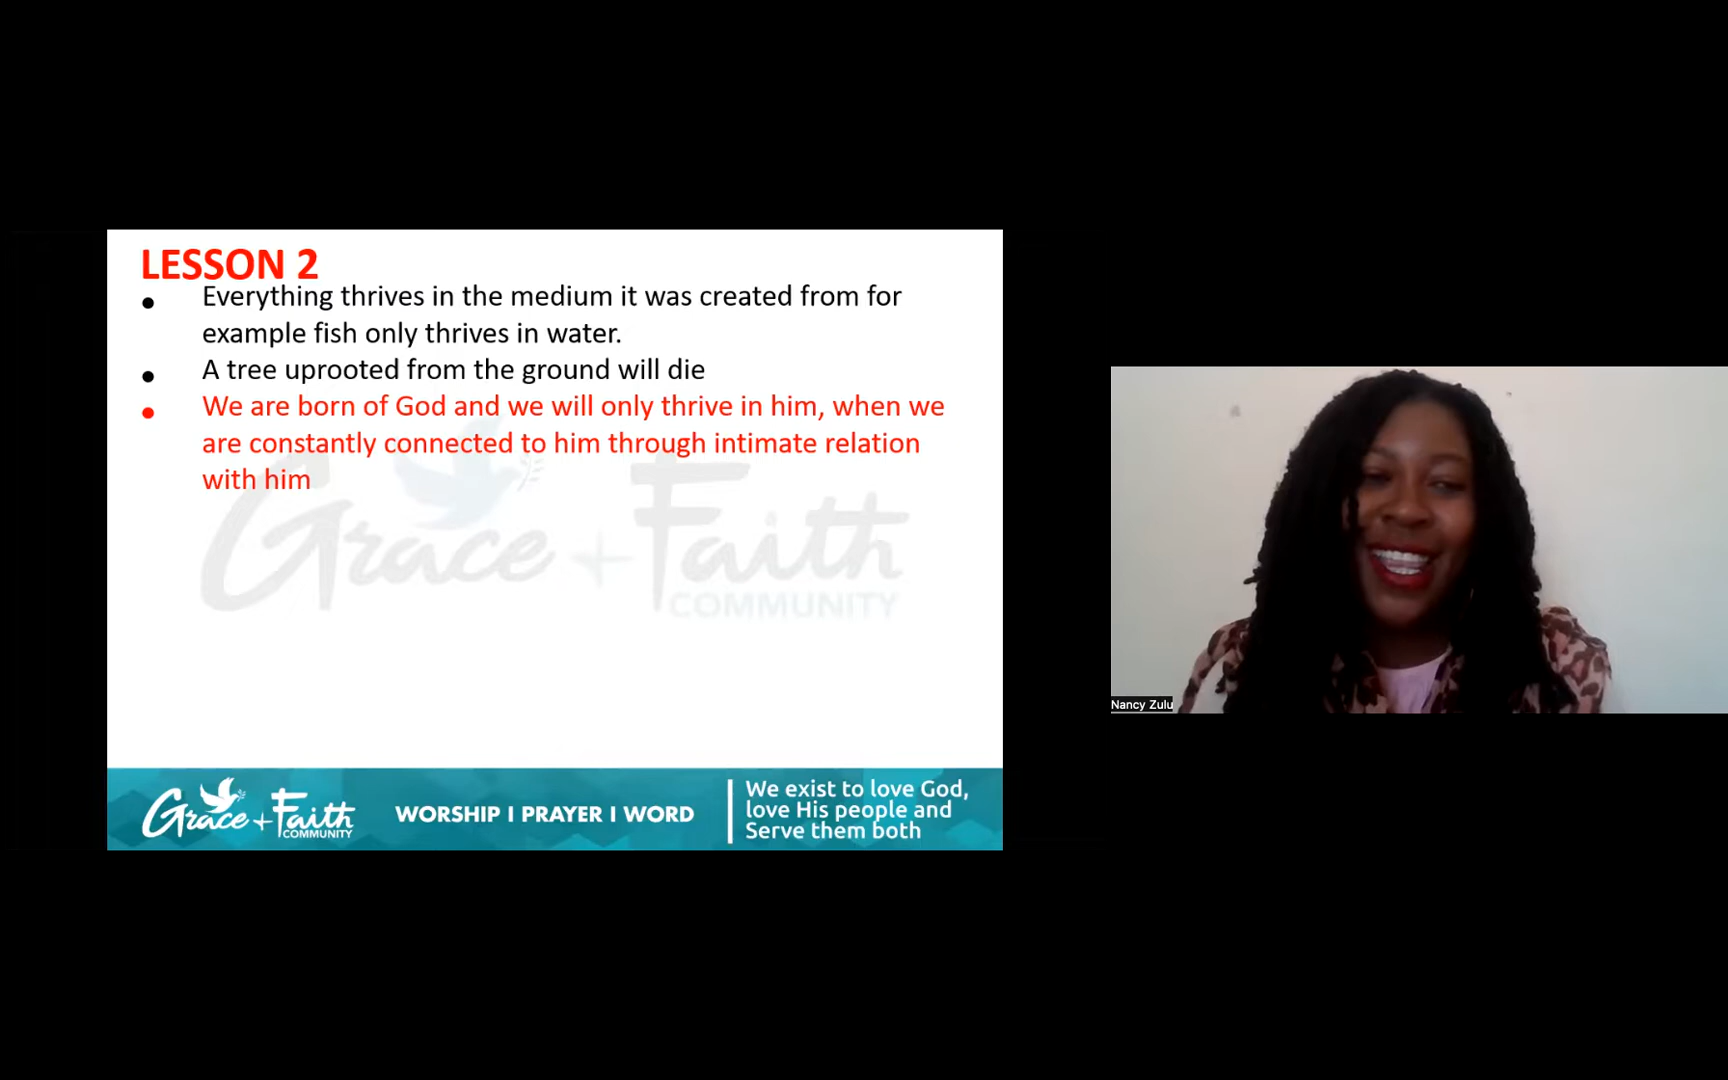 LESSON 2
• Everything thrives in the medium it was created from for
example fish only thrives in water.
• A tree uprooted from the ground will die
• We are born of God and we will only thrive in him, when we
are constantly connected to him through intimate relation
with him
Grace + Faith
COMMUNITY
Grace + Faith
COMMUNITY
WORSHIP I PRAYER I WORD
We exist to love God,
love His people and
Serve them both
Nancy Zulu